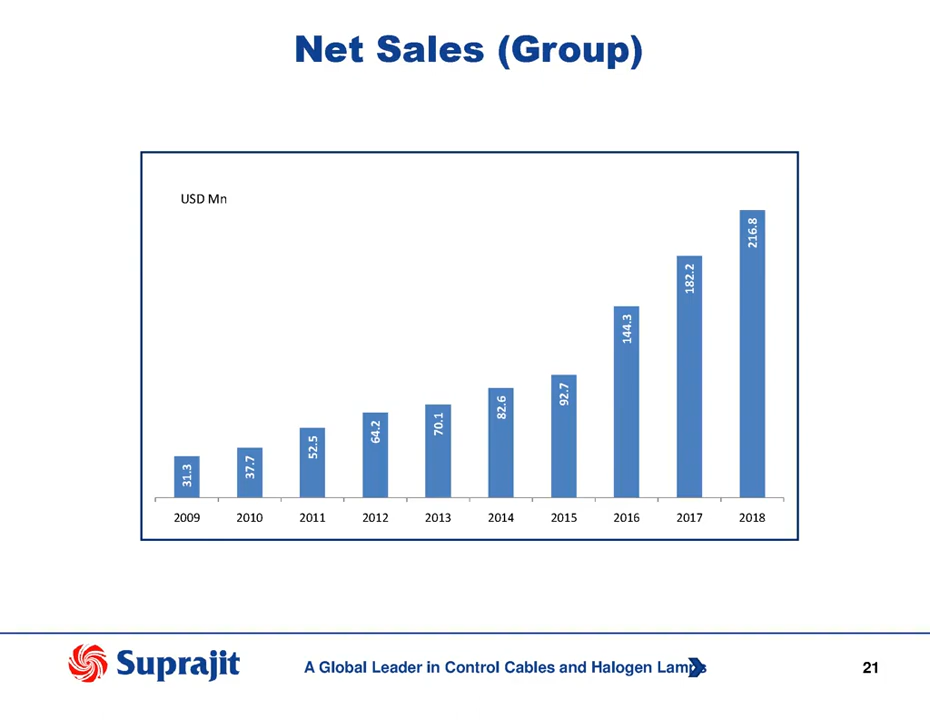 Net Sales (Group)
USD Mn
31.3
37.7
52.5
64.2
70.1
82.6
92.7
144.3
182.2
216.8
2009 2010 2011 2012 2013 2014 2015 2016 2017 2018
Suprajit
A Global Leader in Control Cables and Halogen Lamps
21